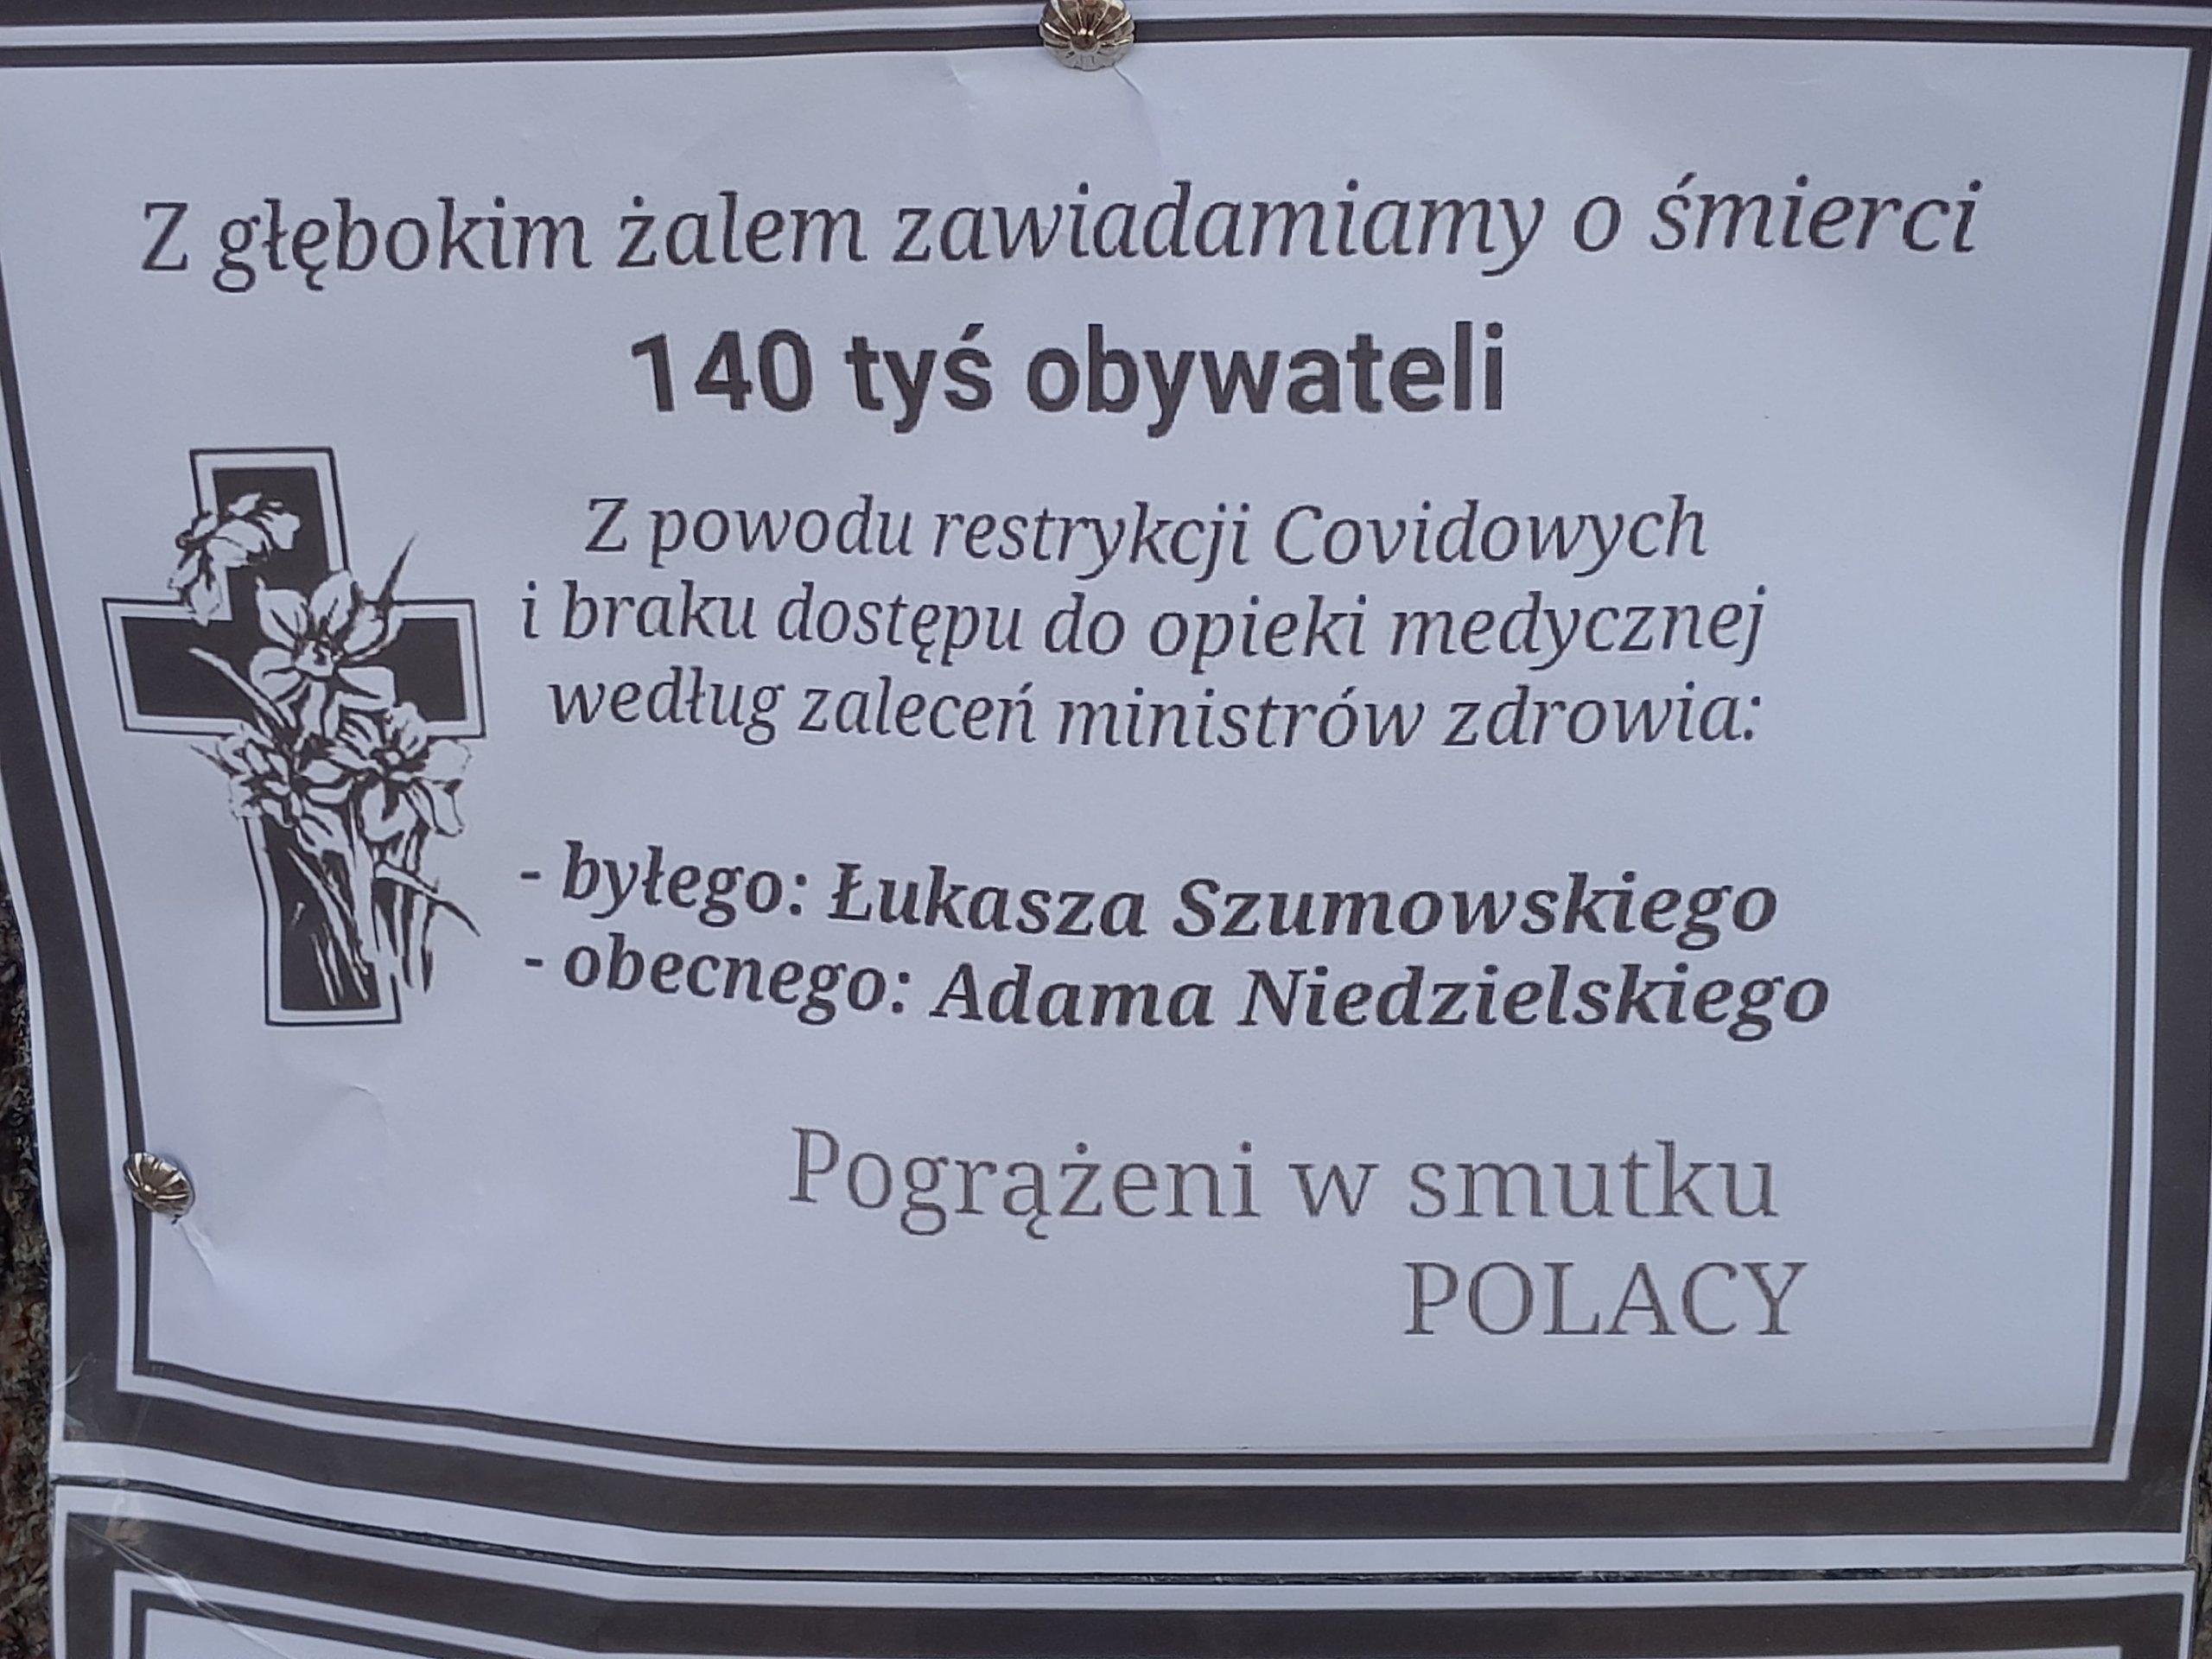 Z głębokim żalem zawiadamiamy o śmierci
140 tyś obywateli
Z powodu restrykcji Covidowych
i braku dostępu do opieki medycznej
według zaleceń ministrów zdrowia:
- byłego: Łukasza Szumowskiego
- obecnego: Adama Niedzielskiego
Pogrążeni w smutku
POLACY